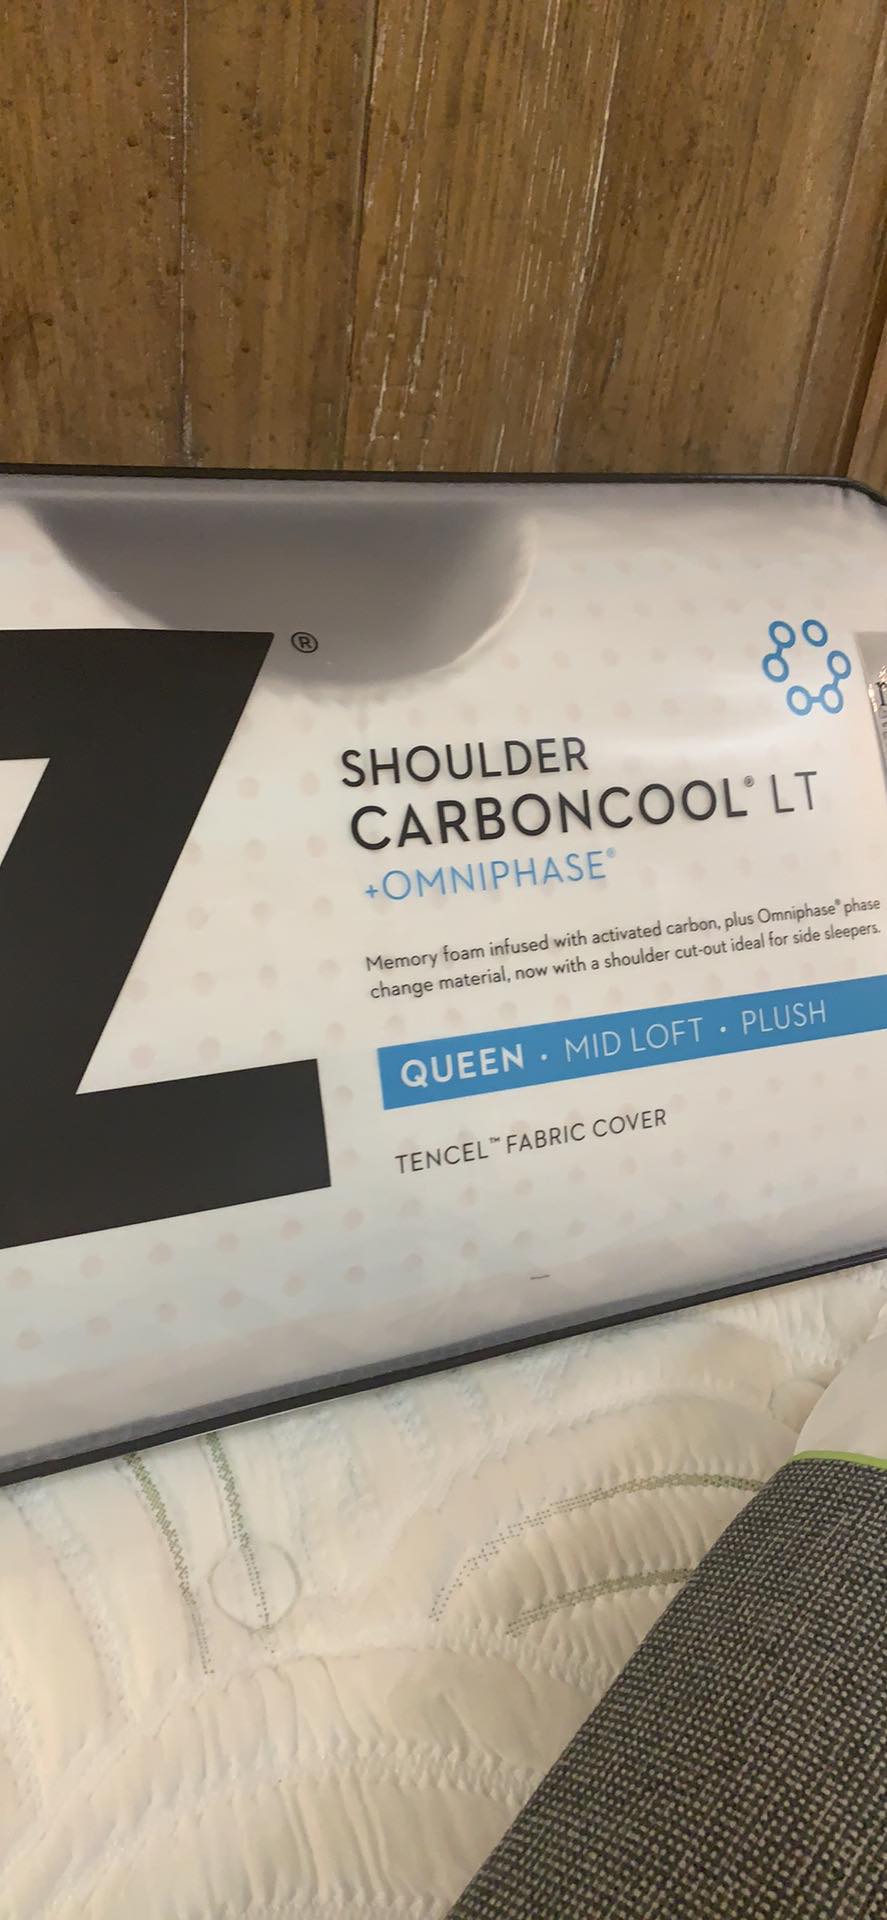 Z®
SHOULDER
CARBONCOOL® LT
+OMNIPHASE®
Memory foam infused with activated carbon, plus Omniphase® phase
change material, now with a shoulder cut-out ideal for side sleepers.
QUEEN · MID LOFT · PLUSH
TENCEL™ FABRIC COVER